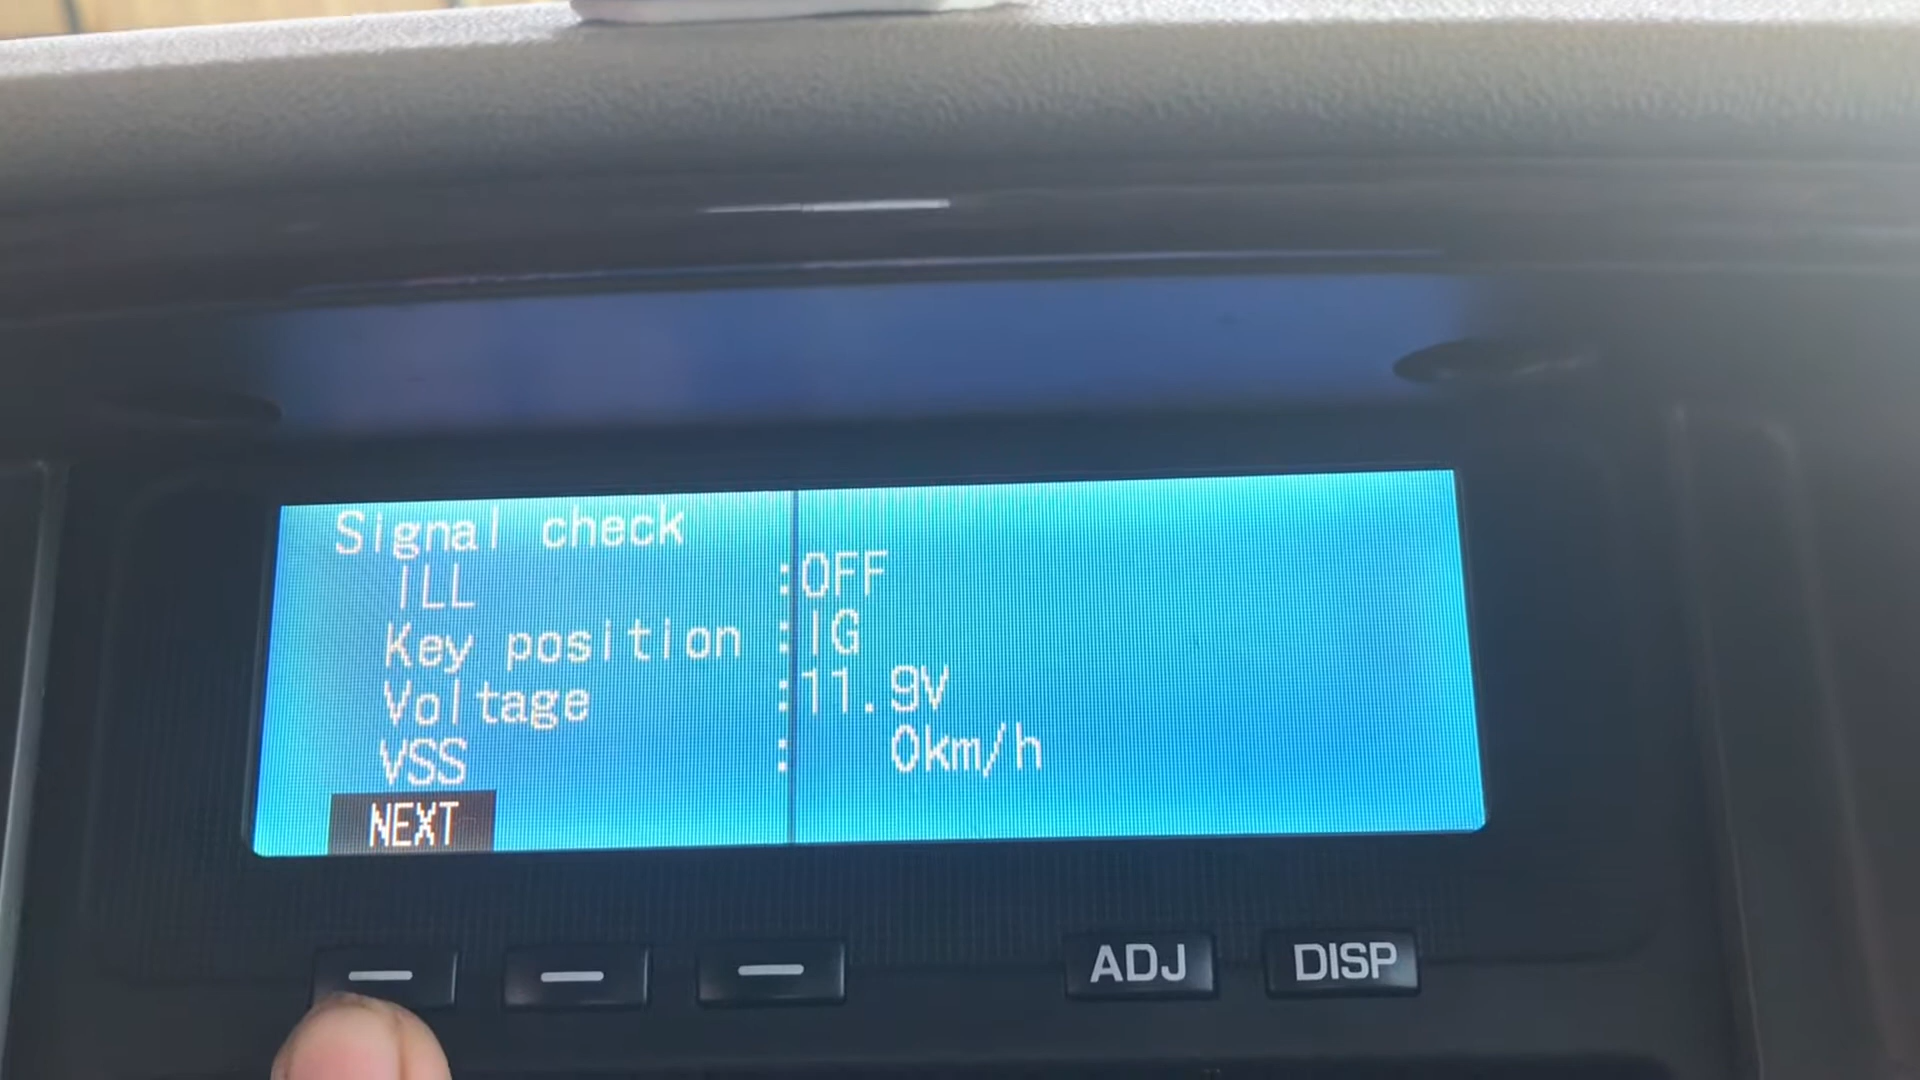 Signal check
ILL :OFF
Key position :IG
Voltage :11.9V
VSS : 0km/h
NEXT
ADJ DISP